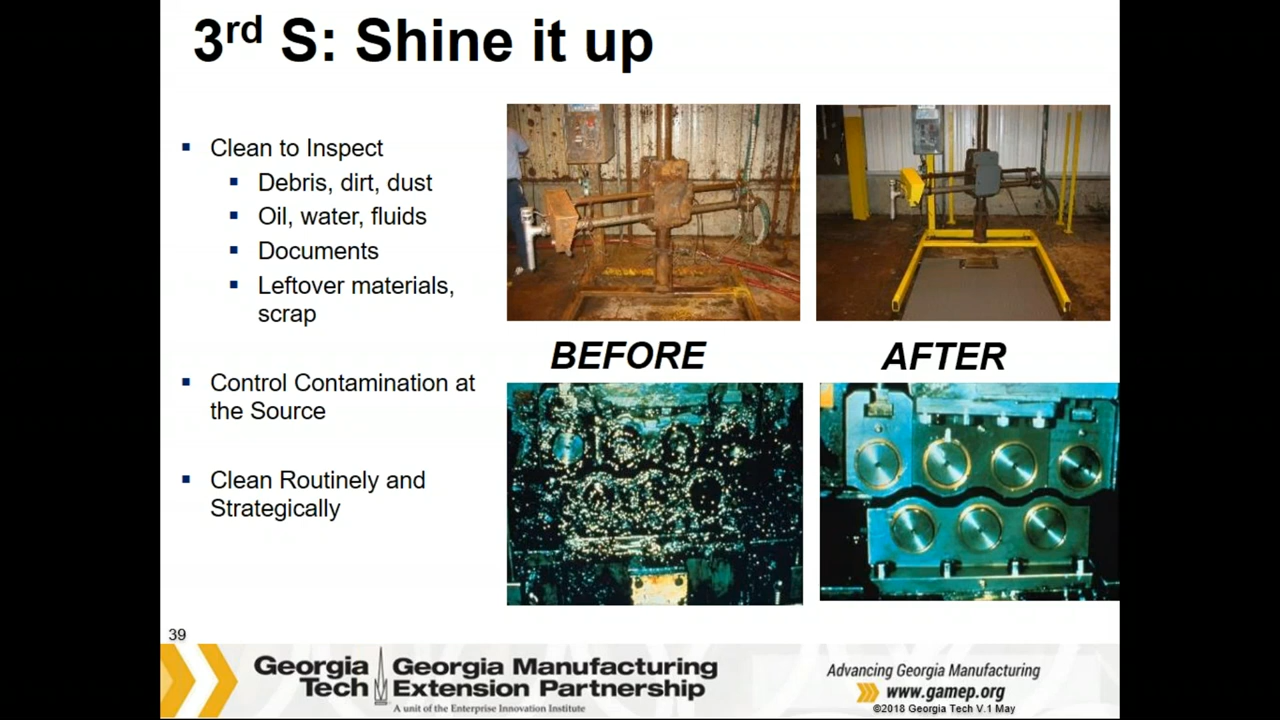 3rd S: Shine it up
Clean to Inspect
Debris, dirt, dust
Oil, water, fluids
Documents
Leftover materials,
scrap
Control Contamination at
the Source
Clean Routinely and
Strategically
BEFORE
AFTER
39
Georgia Tech
Georgia Manufacturing
Extension Partnership
A unit of the Enterprise Innovation Institute
Advancing Georgia Manufacturing
www.gamep.org
©2018 Georgia Tech V.1 May